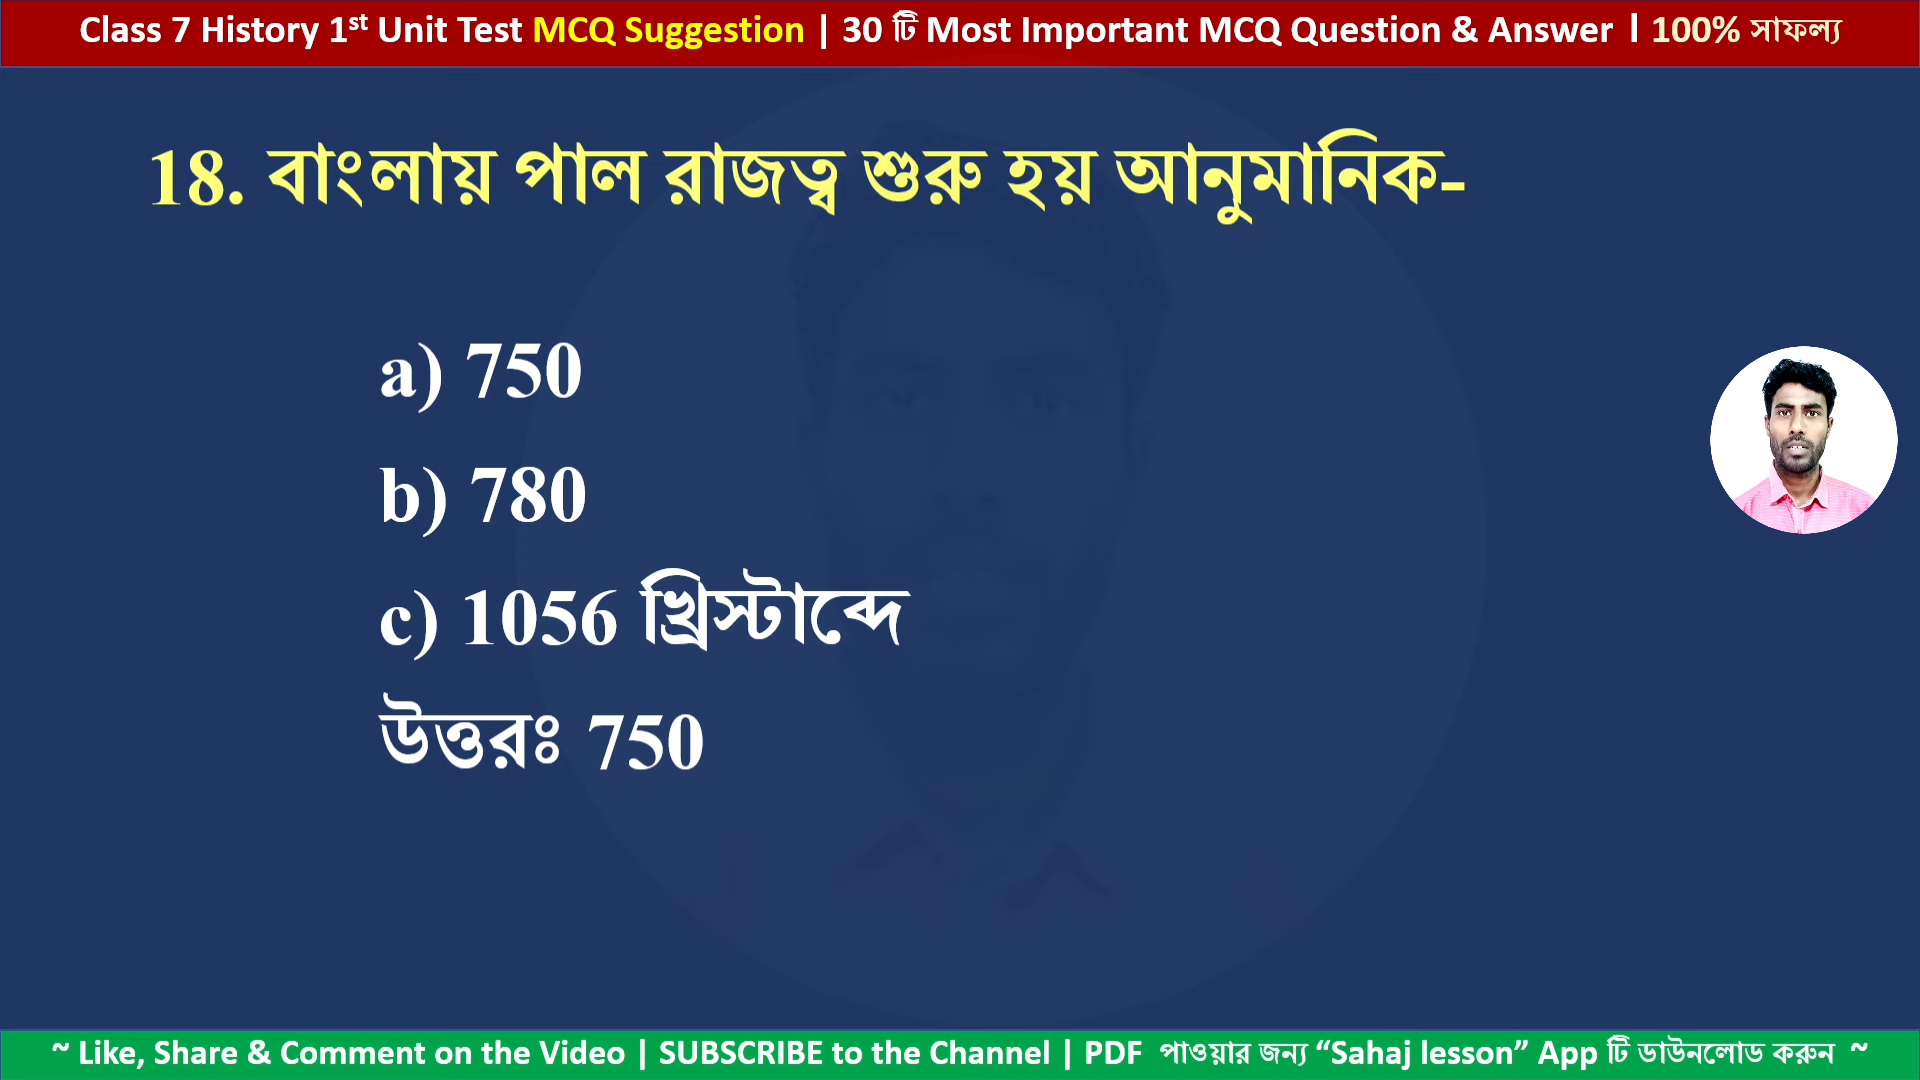 Class 7 History 1st Unit Test MCQ Suggestion | 30 টি Most Important MCQ Question & Answer । 100% সাফল্য
18. বাংলায় পাল রাজত্ব শুরু হয় আনুমানিক-
a) 750
b) 780
c) 1056 খ্রিস্টাব্দে
উত্তরঃ 750
~ Like, Share & Comment on the Video | SUBSCRIBE to the Channel | PDF পাওয়ার জন্য “Sahaj lesson” App টি ডাউনলোড করুন ~